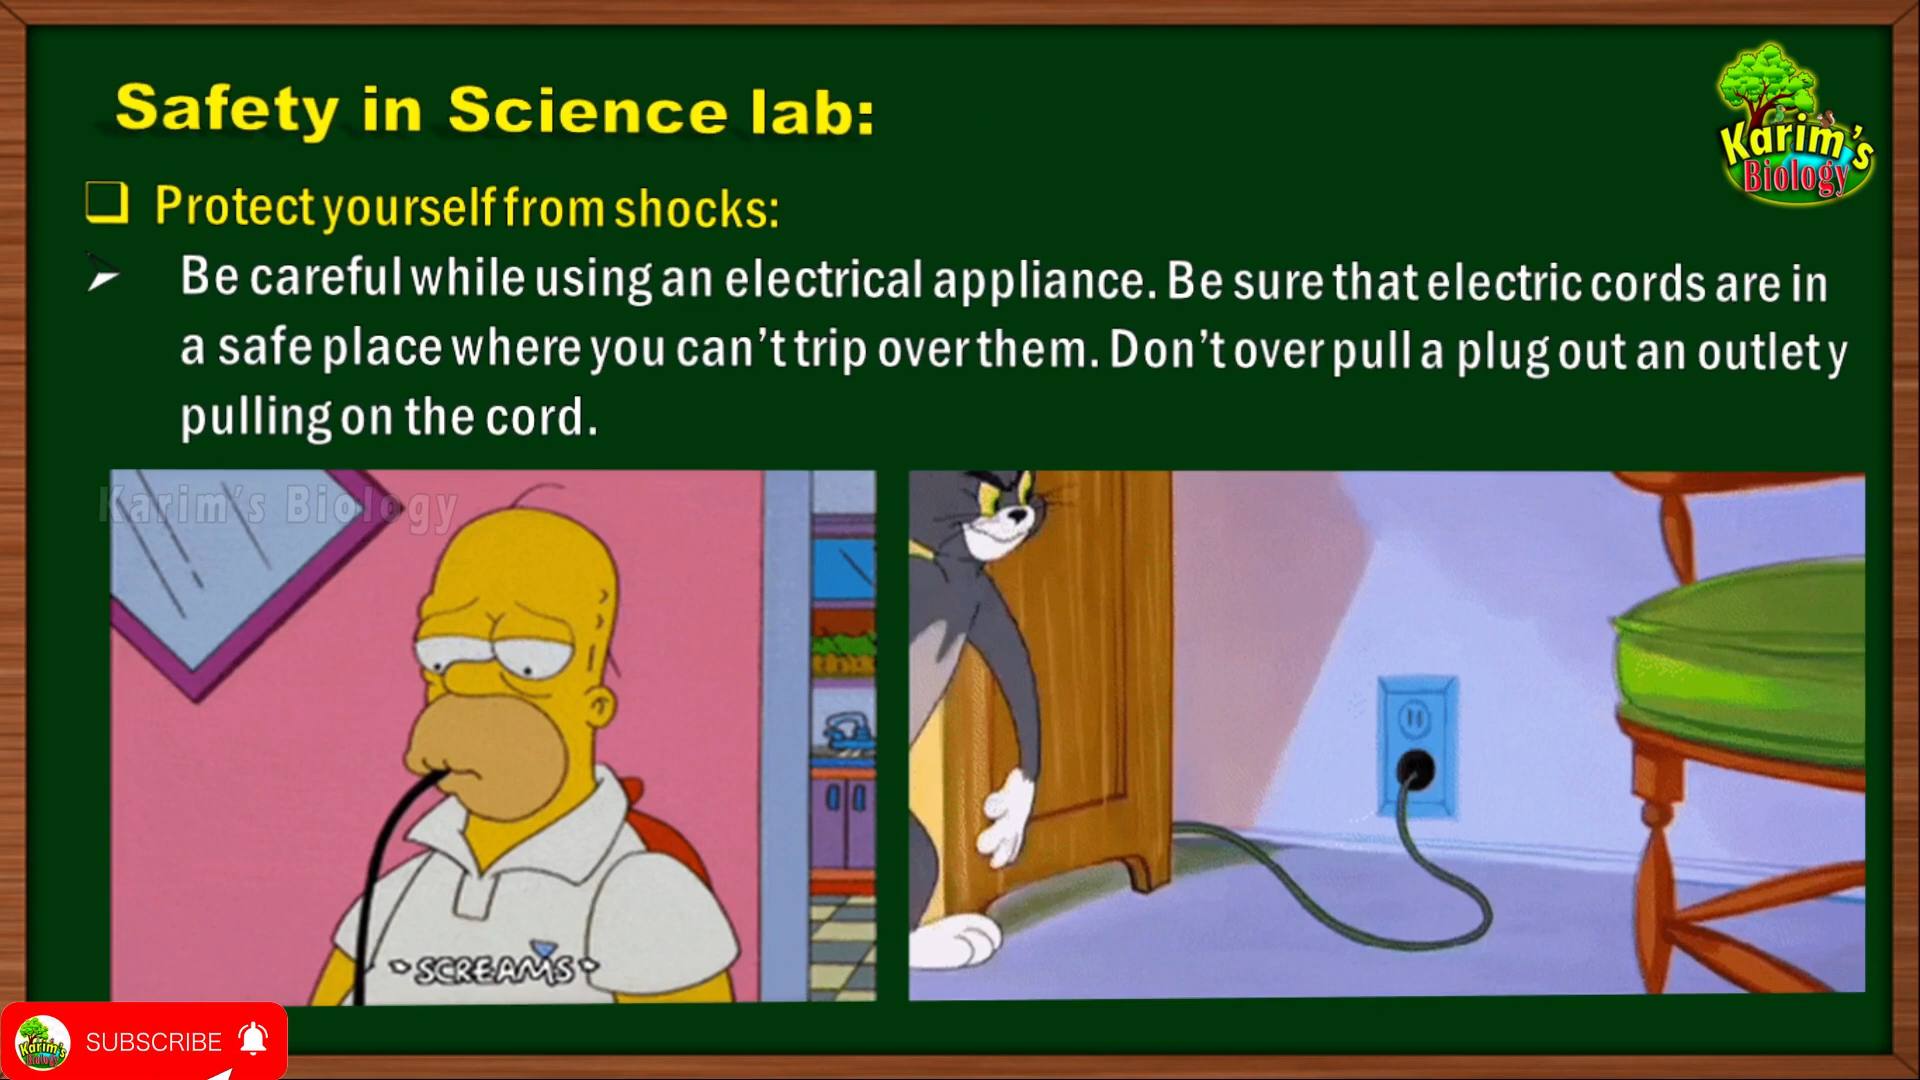 Safety in Science lab:
Karim's
Biology
Protect yourself from shocks:
Be careful while using an electrical appliance. Be sure that electric cords are in
a safe place where you can't trip over them. Don't over pull a plug out an outlet y
pulling on the cord.
Karim's Biology
*SCREAMS*
Karim's
Biology
SUBSCRIBE